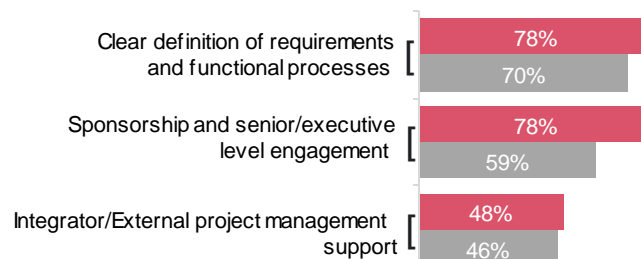 Clear definition of requirements
and functional processes
78%
70%
Sponsorship and senior/executive
level engagement
78%
59%
Integrator/External project management
support
48%
46%